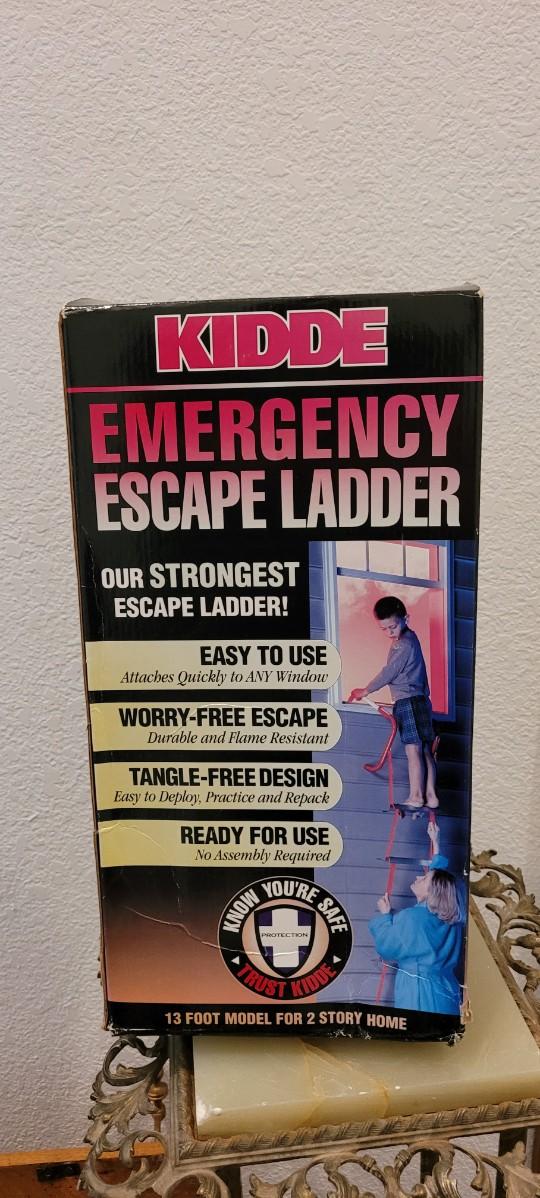 KIDDE
EMERGENCY
ESCAPE LADDER
OUR STRONGEST
ESCAPE LADDER!
EASY TO USE
Attaches Quickly to ANY Window
WORRY-FREE ESCAPE
Durable and Flame Resistant
TANGLE-FREE DESIGN
Easy to Deploy, Practice and Repack
READY FOR USE
No Assembly Required
KNOW YOU'RE SAFE
PROTECTION
TRUST KIDDE
13 FOOT MODEL FOR 2 STORY HOME